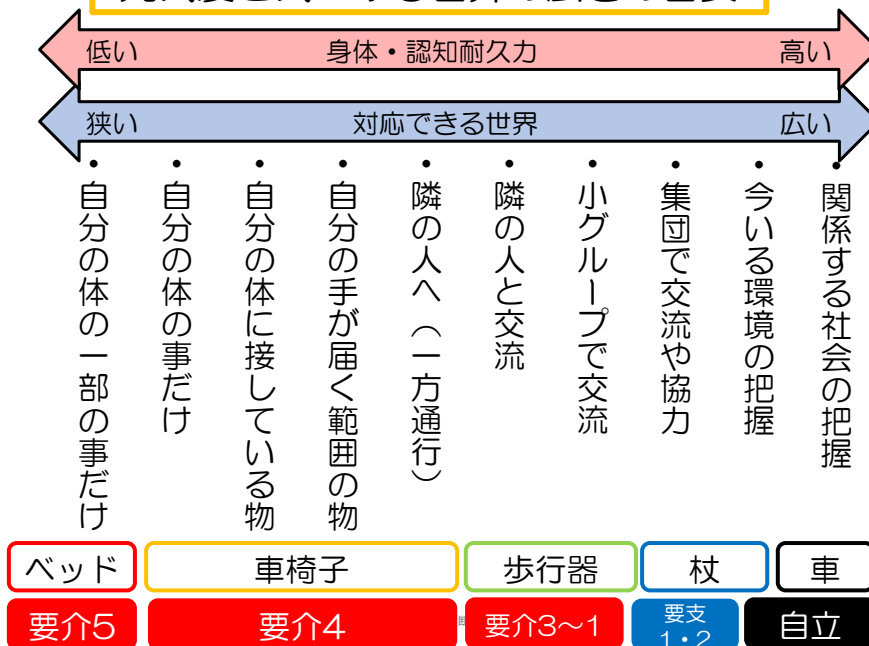 低い 身体・認知耐久力 高い
狭い 対応できる世界 広い
・自分の体の一部の事だけ
・自分の体の事だけ
・自分の体に接している物
・自分の手が届く範囲の物
・隣の人へ（一方通行）
・隣の人と交流
・小グループで交流
・集団で交流や協力
・今いる環境の把握
・関係する社会の把握
ベッド 車椅子 歩行器 杖 車
要介5 要介4 要介3～1 要支 自立
1・2